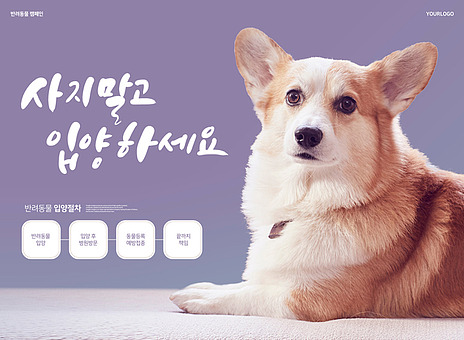 반려동물 캠페인
YOURLOGO
사지말고
입양하세요
반려동물 입양절차
반려동물
입양
입양 후
병원방문
동물등록
예방접종
끝까지
책임